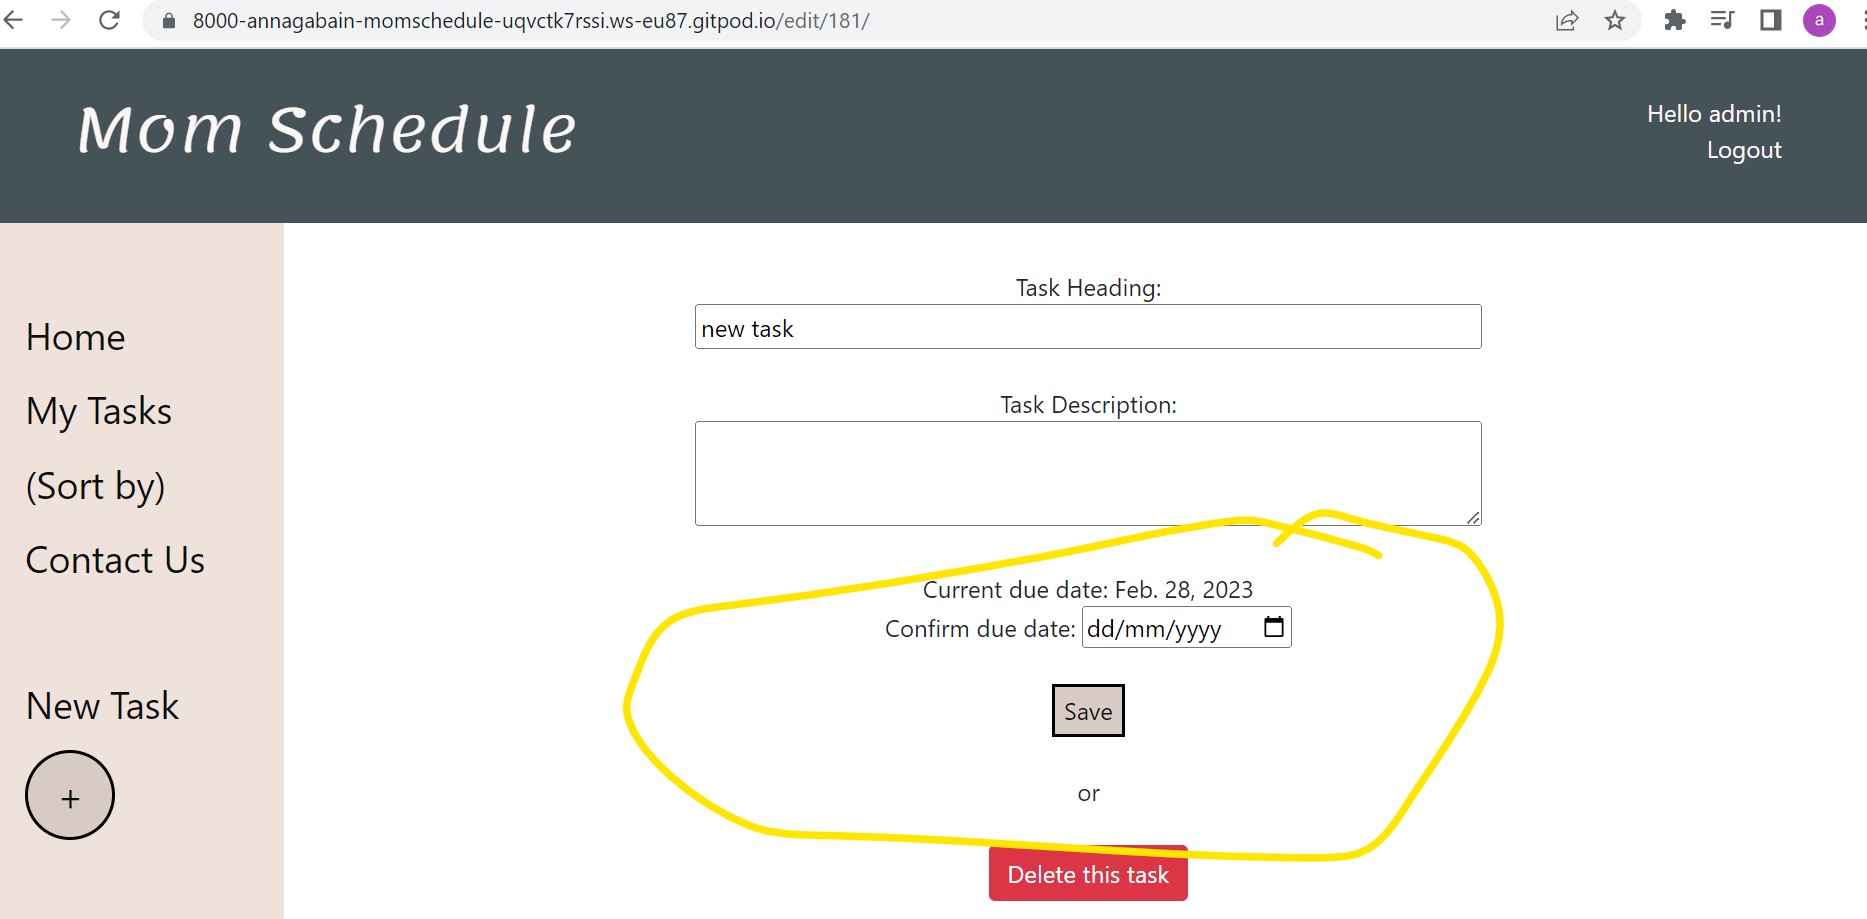 8000-annagabain-momschedule-uqvctk7rssi.ws-eu87.gitpod.io/edit/181/
a
Mom Schedule
Hello admin!
Logout
Home
My Tasks
(Sort by)
Contact Us
New Task
+
Task Heading:
new task
Task Description:
Current due date: Feb. 28, 2023
Confirm due date: dd/mm/yyyy
Save
or
Delete this task